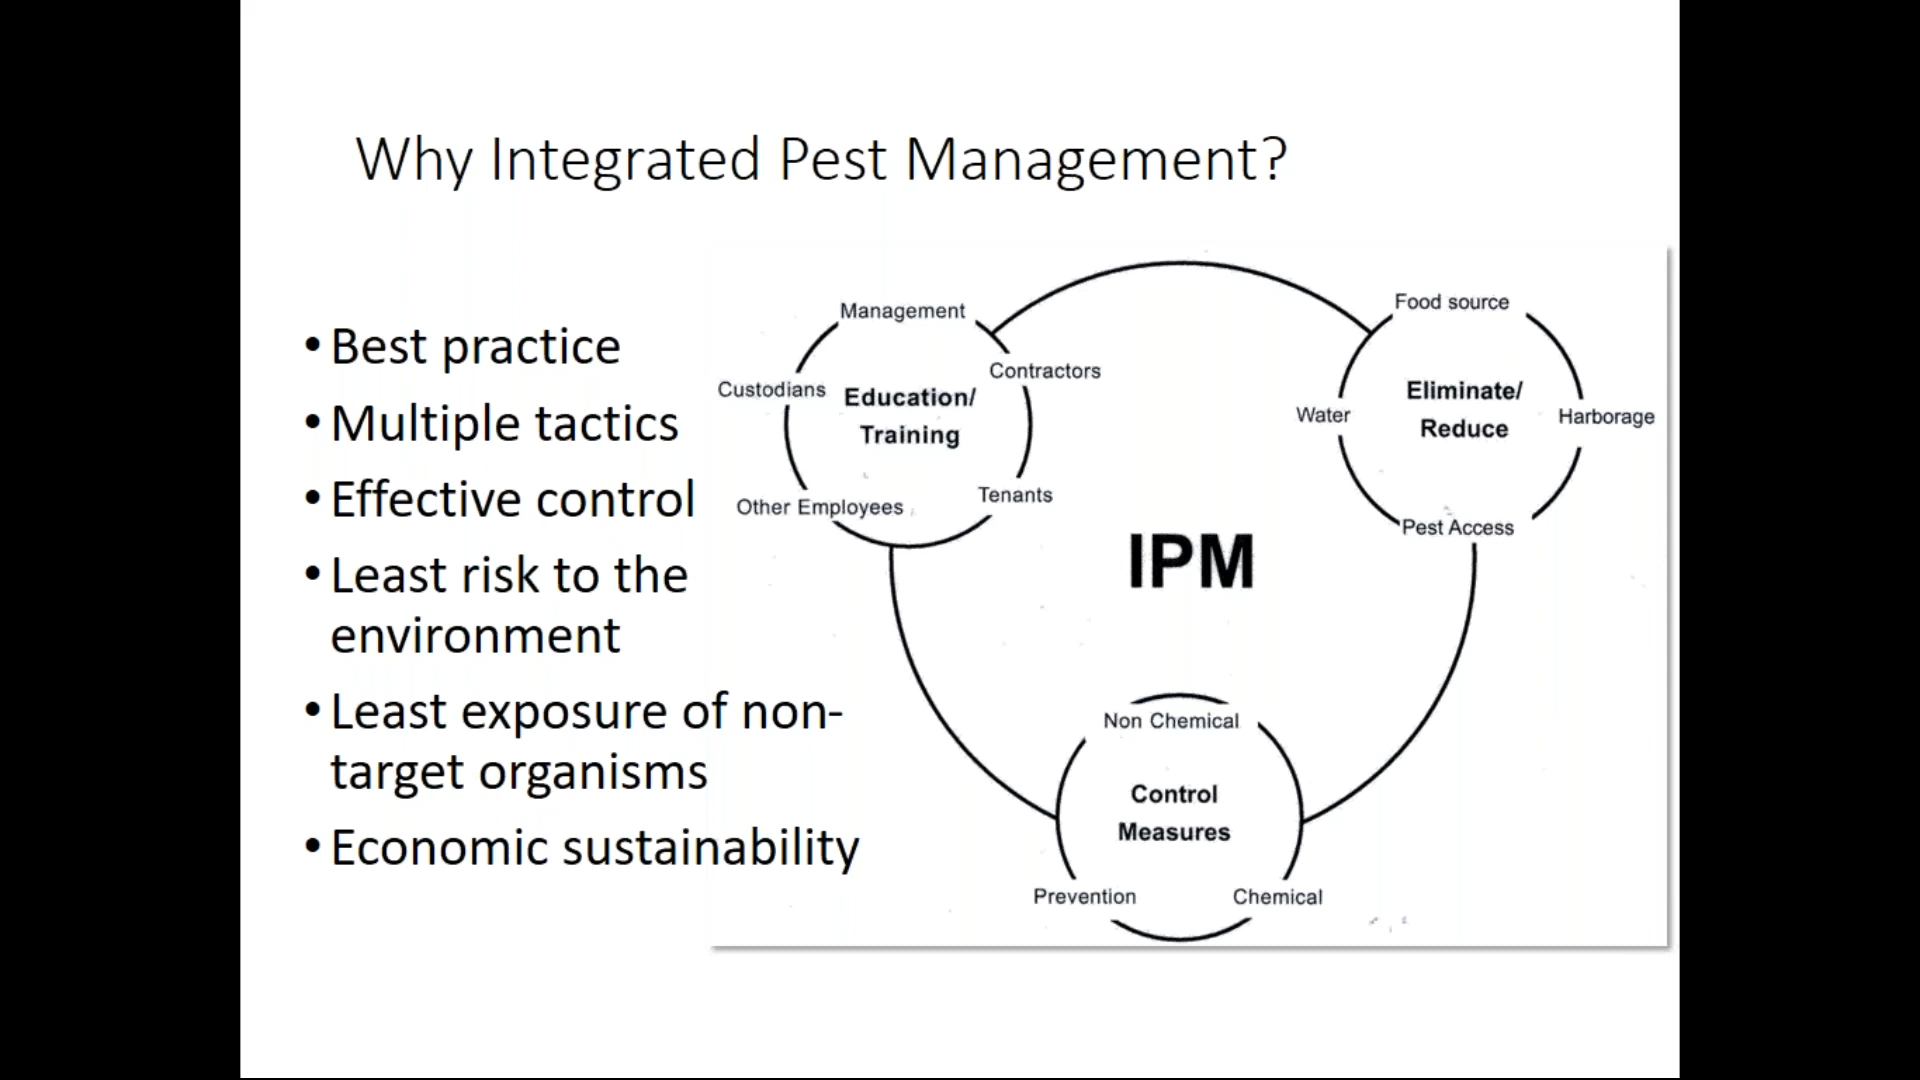 Why Integrated Pest Management?
• Best practice
• Multiple tactics
• Effective control
• Least risk to the
environment
• Least exposure of non-
target organisms
• Economic sustainability
Management
Contractors
Custodians
Education/
Training
Other Employees
Tenants
Food source
Water
Eliminate/
Reduce
Harborage
Pest Access
IPM
Non Chemical
Control
Measures
Prevention
Chemical